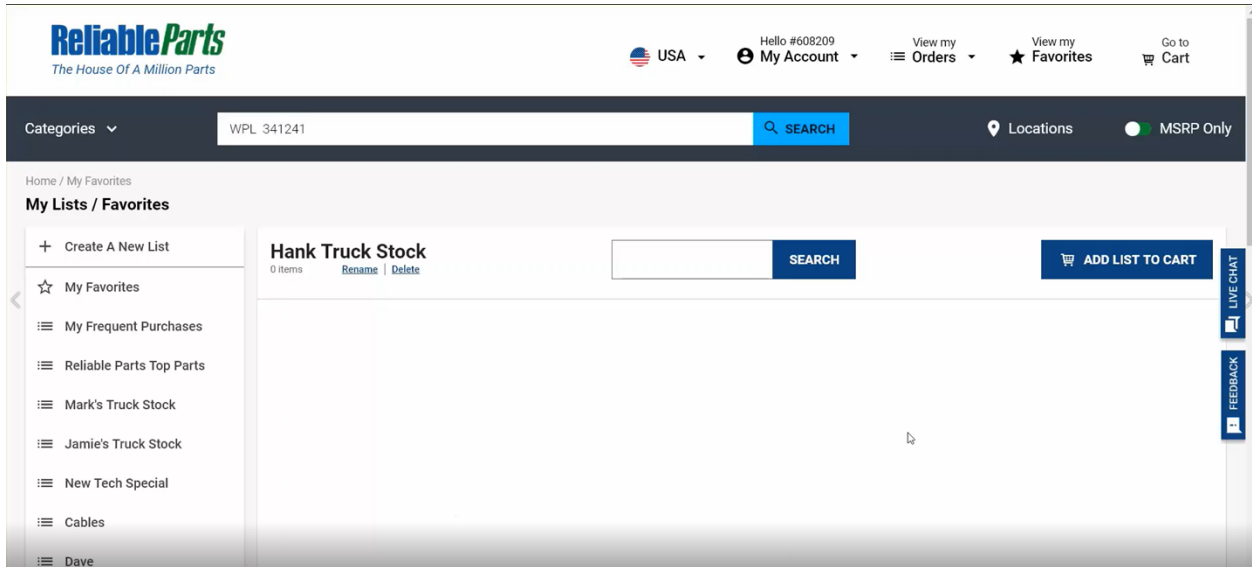 ReliableParts
The House Of A Million Parts
USA
Hello #608209
My Account
View my
Orders
View my
Favorites
Go to
Cart
Categories
WPL 341241
SEARCH
Locations
MSRP Only
Home / My Favorites
My Lists / Favorites
Create A New List
My Favorites
My Frequent Purchases
Reliable Parts Top Parts
Mark's Truck Stock
Jamie's Truck Stock
New Tech Special
Cables
Dave
Hank Truck Stock
0 items Rename | Delete
SEARCH
ADD LIST TO CART
LIVE CHAT
FEEDBACK